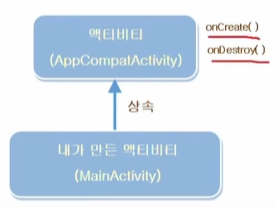 액티비티
(AppCompatActivity)
onCreate( )
onDestroy( )
상속
내가 만든 액티비티
(MainActivity)